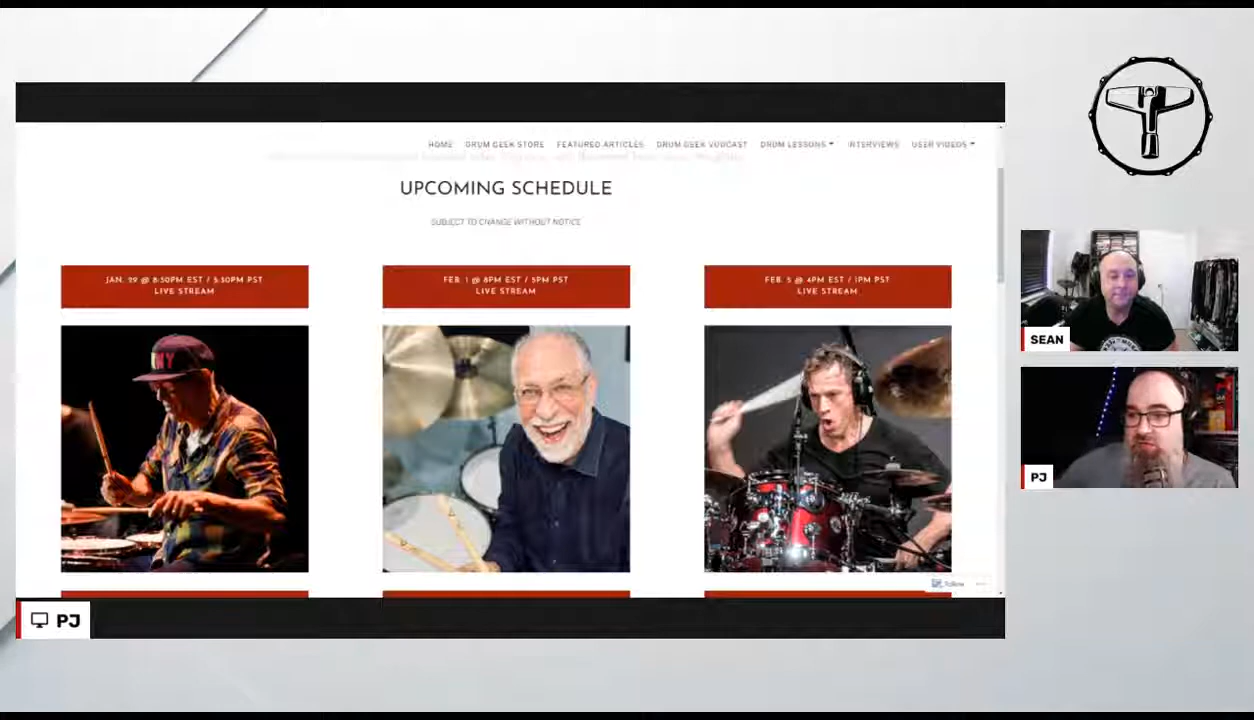 HOME DRUM GEEK STORE FEATURED ARTICLES DRUM GEEK VODCAST DRUM LESSONS INTERVIEWS USER VIDEOS
UPCOMING SCHEDULE
SUBJECT TO CHANGE WITHOUT NOTICE
JAN. 29 @ 8:30PM EST / 5:30PM PST
LIVE STREAM
FEB. 1 @ 8PM EST / 5PM PST
LIVE STREAM
FEB. 5 @ 4PM EST / 1PM PST
LIVE STREAM
NY
Follow
SEAN
PJ
PJ